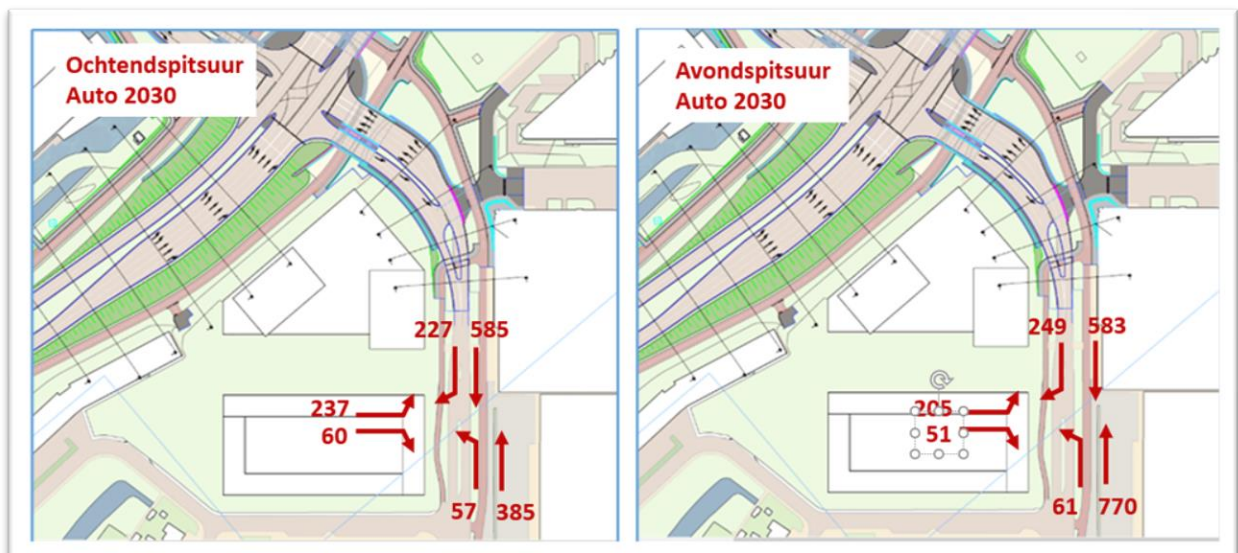 Ochtendspitsuur
Auto 2030
227 585
237
60
57 385
Avondspitsuur
Auto 2030
249 583
205
51
61 770